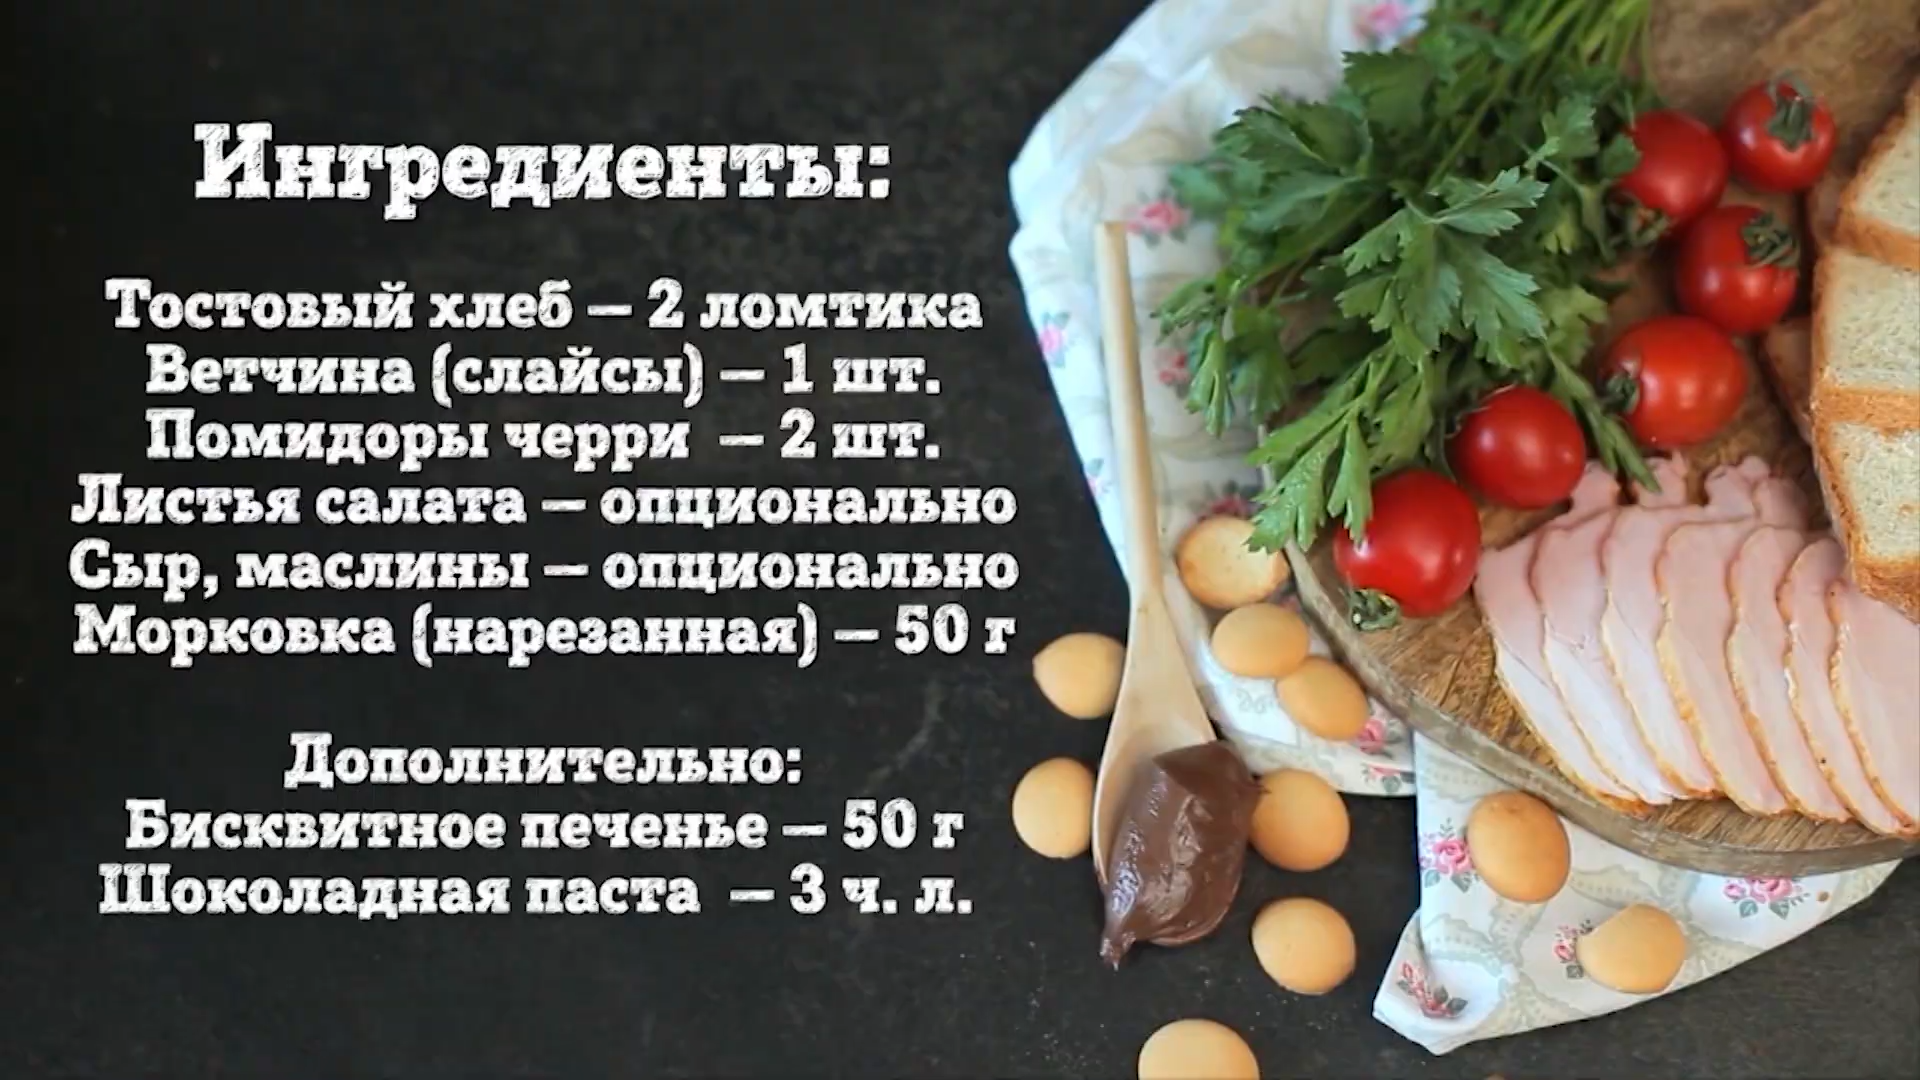 Ингредиенты:
Тостовый хлеб — 2 ломтика
Ветчина (слайсы) — 1 шт.
Помидоры черри — 2 шт.
Листья салата — опционально
Сыр, маслины — опционально
Морковка (нарезанная) — 50 г
Дополнительно:
Бисквитное печенье — 50 г
Шоколадная паста — 3 ч. л.